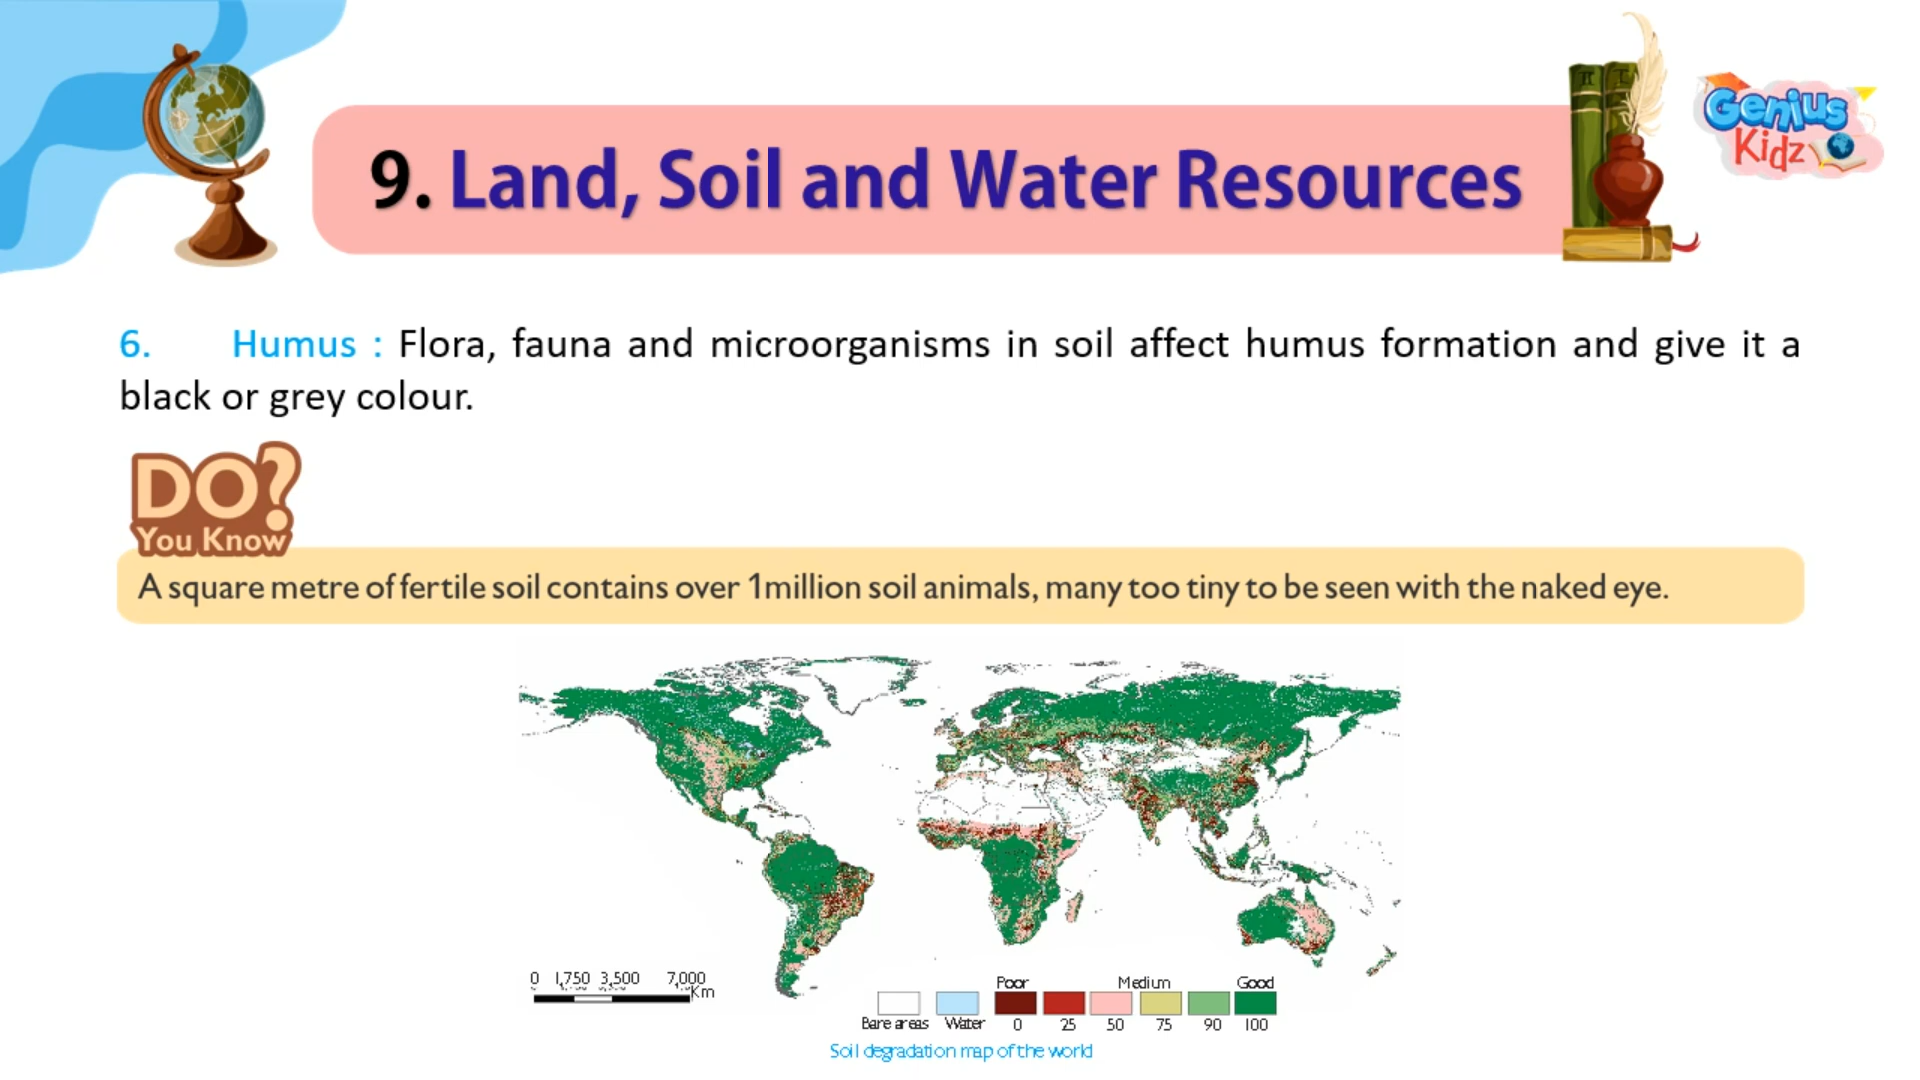 Genius
Kidz
9. Land, Soil and Water Resources
6. Humus : Flora, fauna and microorganisms in soil affect humus formation and give it a
black or grey colour.
DO?
You Know
A square metre of fertile soil contains over 1million soil animals, many too tiny to be seen with the naked eye.
0 1,750 3,500 7,000
Km
Poor Medium Good
Bare areas Water 0 25 50 75 90 100
Soil degradation map of the world